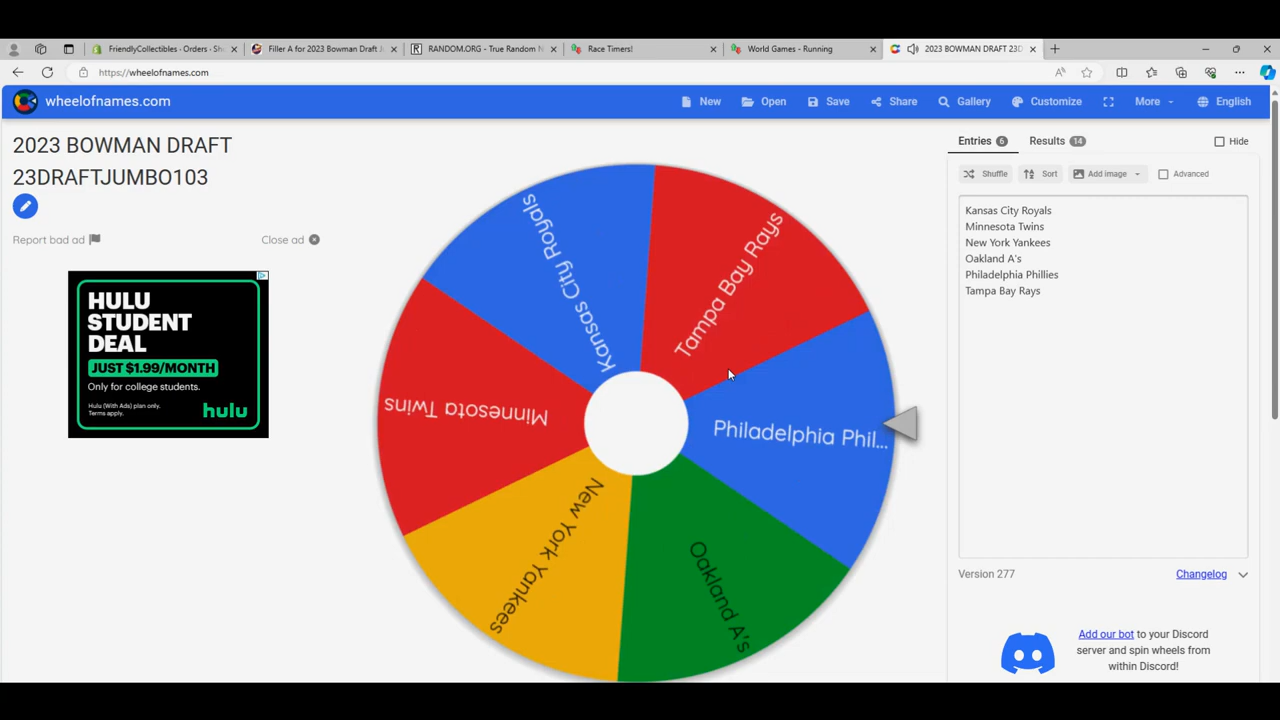 FriendlyCollectibles - Orders - Sh
Filler A for 2023 Bowman Draft J
RANDOM.ORG - True Random N
Race Timers!
World Games - Running
2023 BOWMAN DRAFT 23D
https://wheelofnames.com
wheelofnames.com
New
Open
Save
Share
Gallery
Customize
More
English
2023 BOWMAN DRAFT
23DRAFTJUMBO103
Report bad ad
Close ad
HULU
STUDENT
DEAL
JUST $1.99/MONTH
Only for college students.
Hulu (With Ads) plan only.
Terms apply.
hulu
Kansas City Royals
Tampa Bay Rays
Philadelphia Phil...
Oakland A's
New York Yankees
Minnesota Twins
Entries 6
Results 14
Hide
Shuffle
Sort
Add image
Advanced
Kansas City Royals
Minnesota Twins
New York Yankees
Oakland A's
Philadelphia Phillies
Tampa Bay Rays
Version 277
Changelog
Add our bot to your Discord
server and spin wheels from
within Discord!